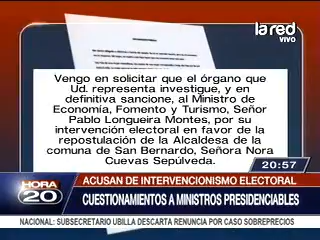 la red
VIVO
Vengo en solicitar que el órgano que
Ud. representa investigue, y en
definitiva sancione, al Ministro de
Economía, Fomento y Turismo, Señor
Pablo Longueira Montes, por su
intervención electoral en favor de la
repostulación de la Alcaldesa de la
comuna de San Bernardo, Señora Nora
Cuevas Sepúlveda.
20:57
HORA 20
ACUSAN DE INTERVENCIONISMO ELECTORAL
CUESTIONAMIENTOS A MINISTROS PRESIDENCIABLES
NACIONAL: SUBSECRETARIO UBILLA DESCARTA RENUNCIA POR CASO SOBREPRECIOS